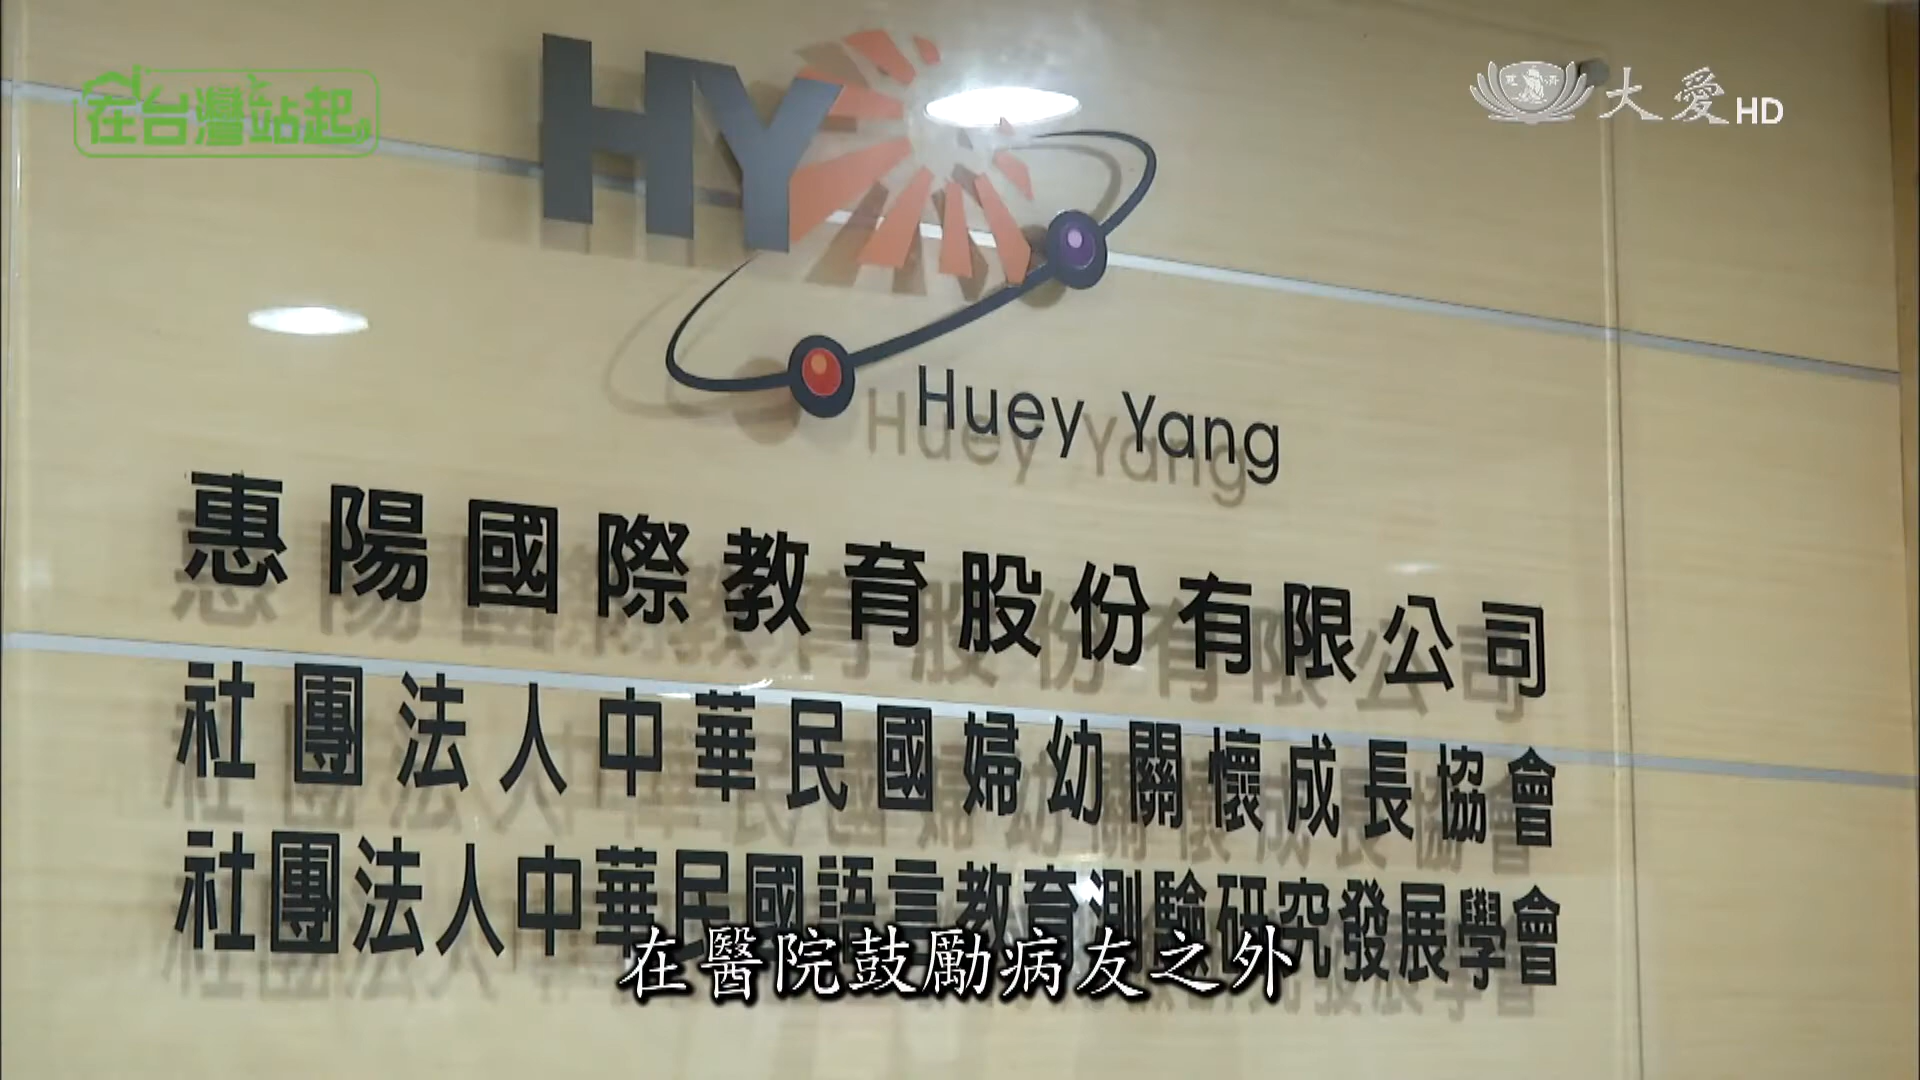 在台灣站起
大愛HD
HY
Huey Yang
惠陽國際教育股份有限公司
社團法人中華民國婦幼關懷成長協會
社團法人中華民國語言教育測驗研究發展學會
在醫院鼓勵病友之外